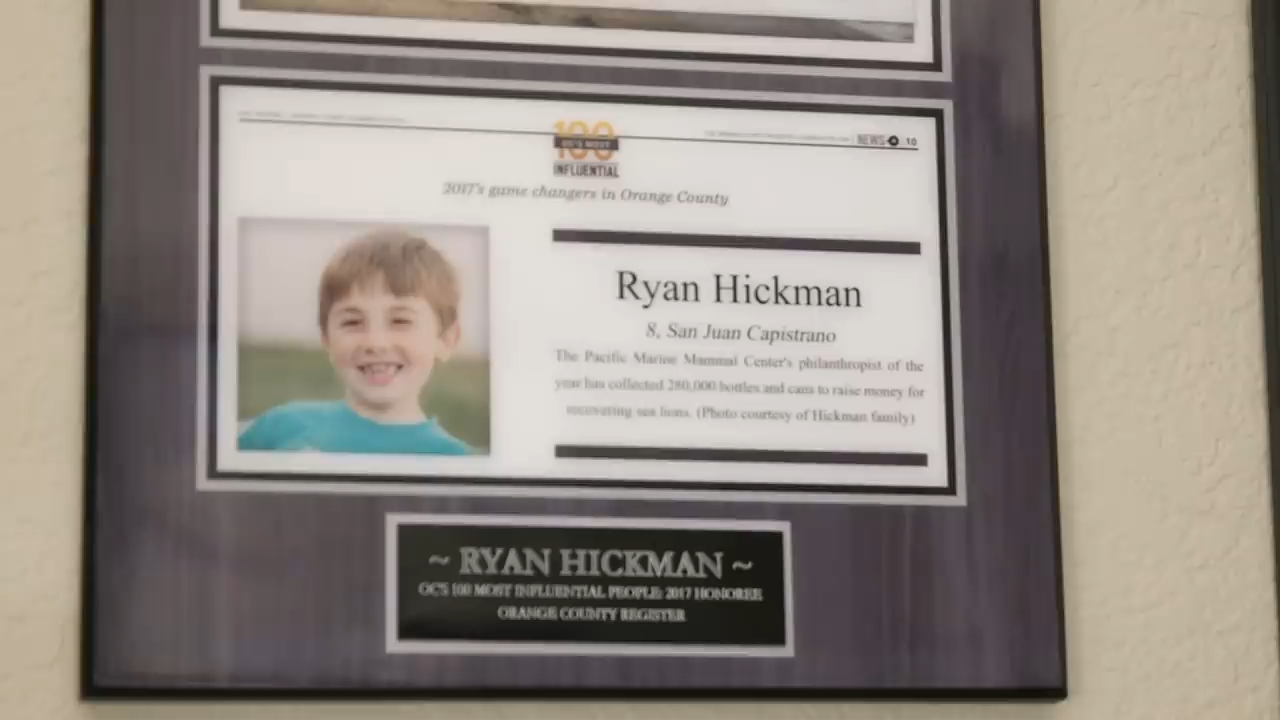 NEWS 10
100
OC'S MOST
INFLUENTIAL
2017's game changers in Orange County
Ryan Hickman
8, San Juan Capistrano
The Pacific Marine Mammal Center's philanthropist of the
year has collected 280,000 bottles and cans to raise money for
recovering sea lions. (Photo courtesy of Hickman family)
~ RYAN HICKMAN ~
OC'S 100 MOST INFLUENTIAL PEOPLE: 2017 HONOREE
ORANGE COUNTY REGISTER